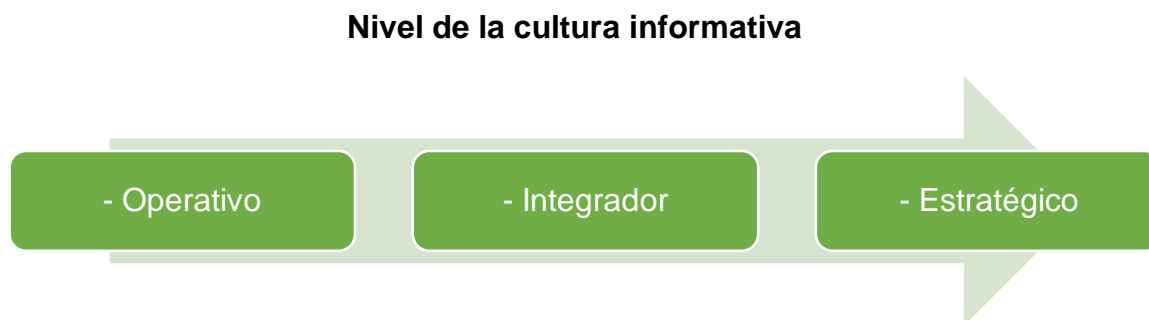 Nivel de la cultura informativa
- Operativo
- Integrador
- Estratégico